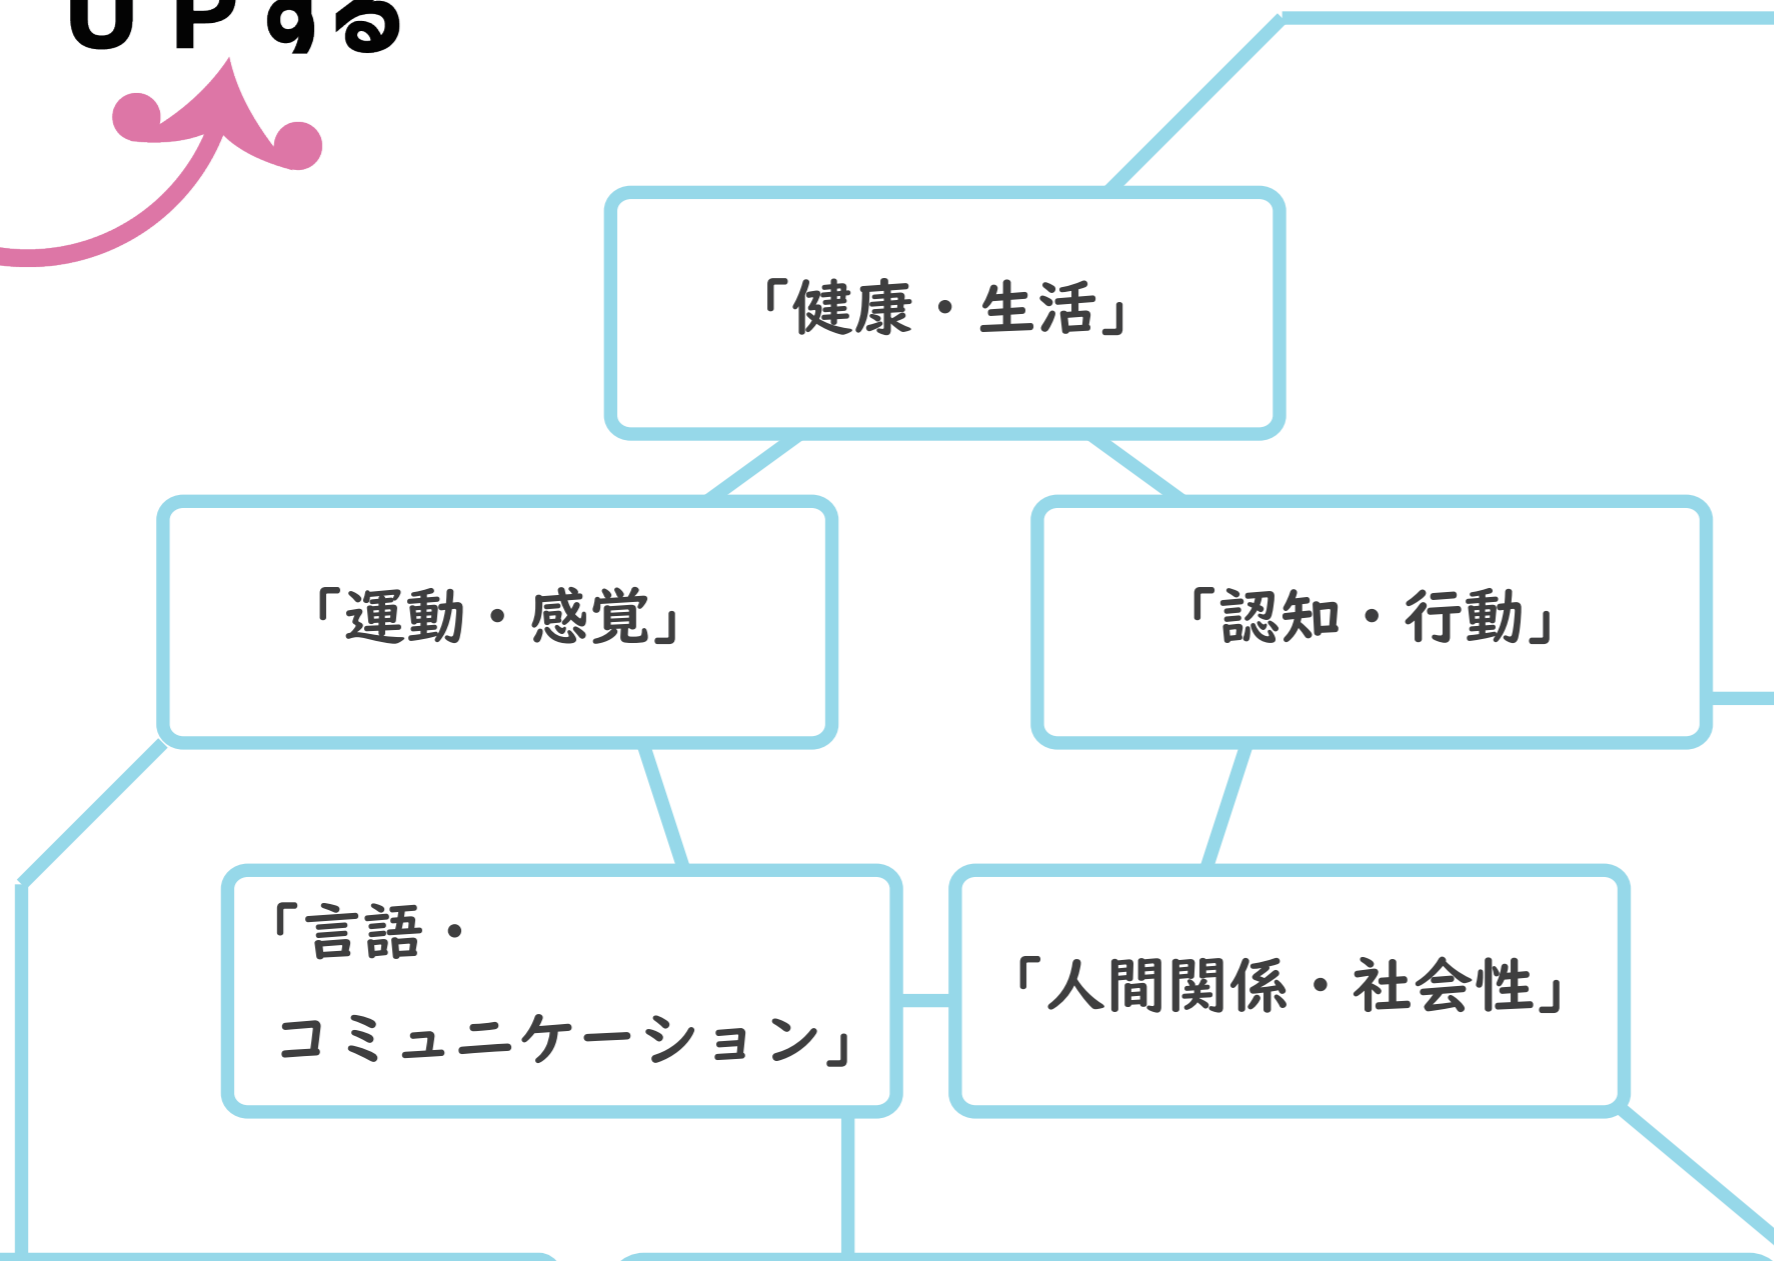 UPする
「健康・生活」
「運動・感覚」
「認知・行動」
「言語・
コミュニケーション」
「人間関係・社会性」